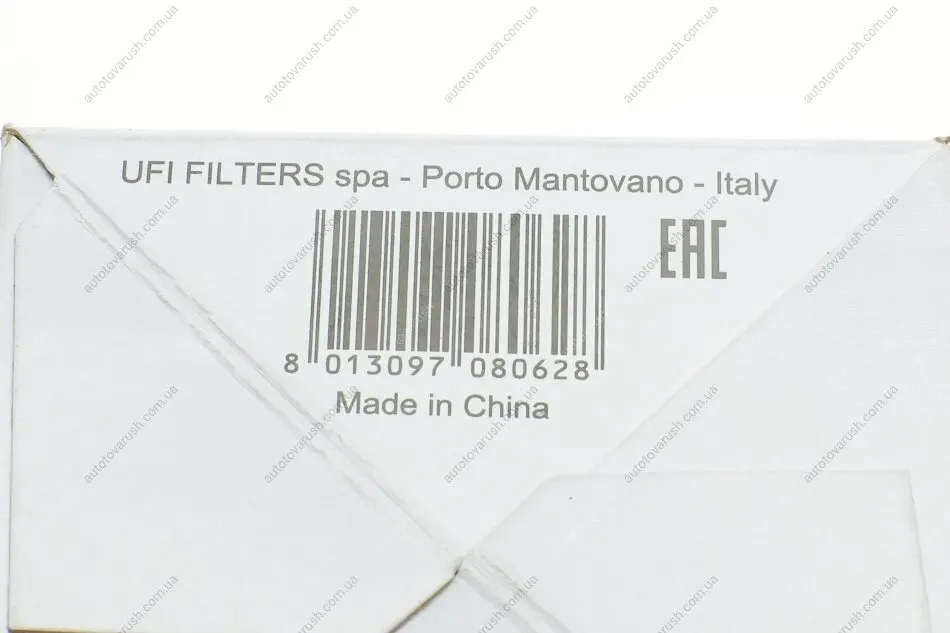 UFI FILTERS spa - Porto Mantovano - Italy
EAC
8 013097 080628
Made in China
autotovarush.com.ua